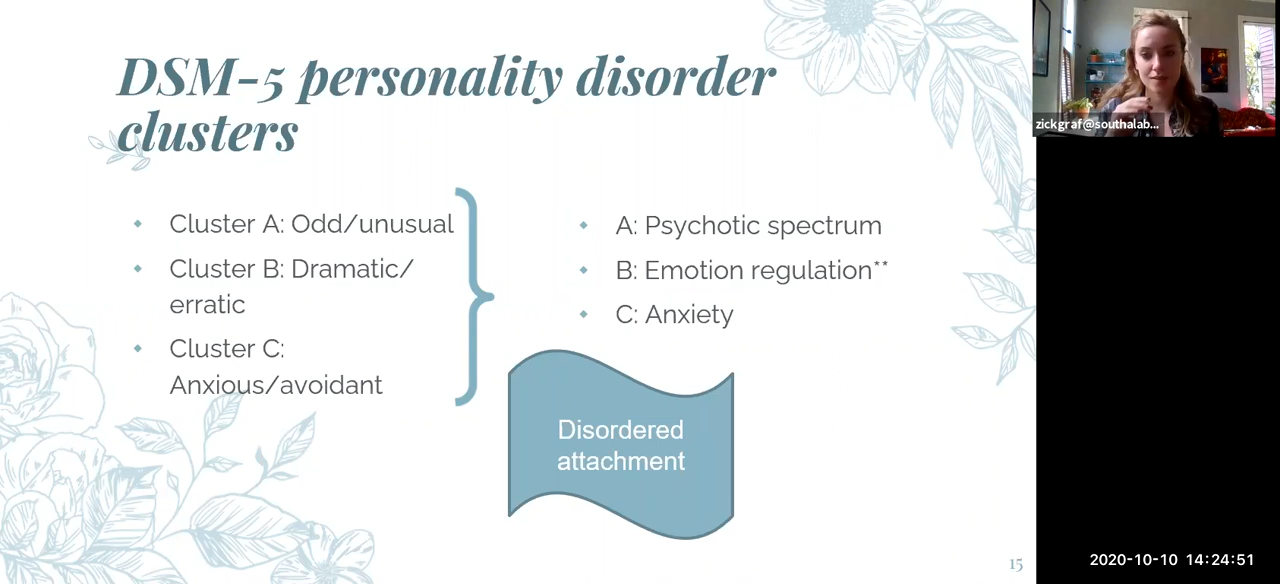 DSM-5 personality disorder
clusters
Cluster A: Odd/unusual
Cluster B: Dramatic/
erratic
Cluster C:
Anxious/avoidant
A: Psychotic spectrum
B: Emotion regulation**
C: Anxiety
Disordered
attachment
15
zickgraf@southalab...
2020-10-10 14:24:51